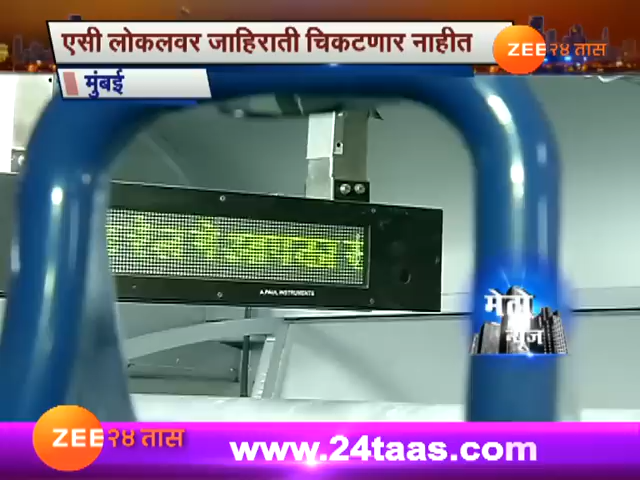 एसी लोकलवर जाहिराती चिकटणार नाहीत
ZEE २४ तास
मुंबई
A.PAUL INSTRUMENTS
मेट्रो
न्यूज
ZEE २४ तास
www.24taas.com